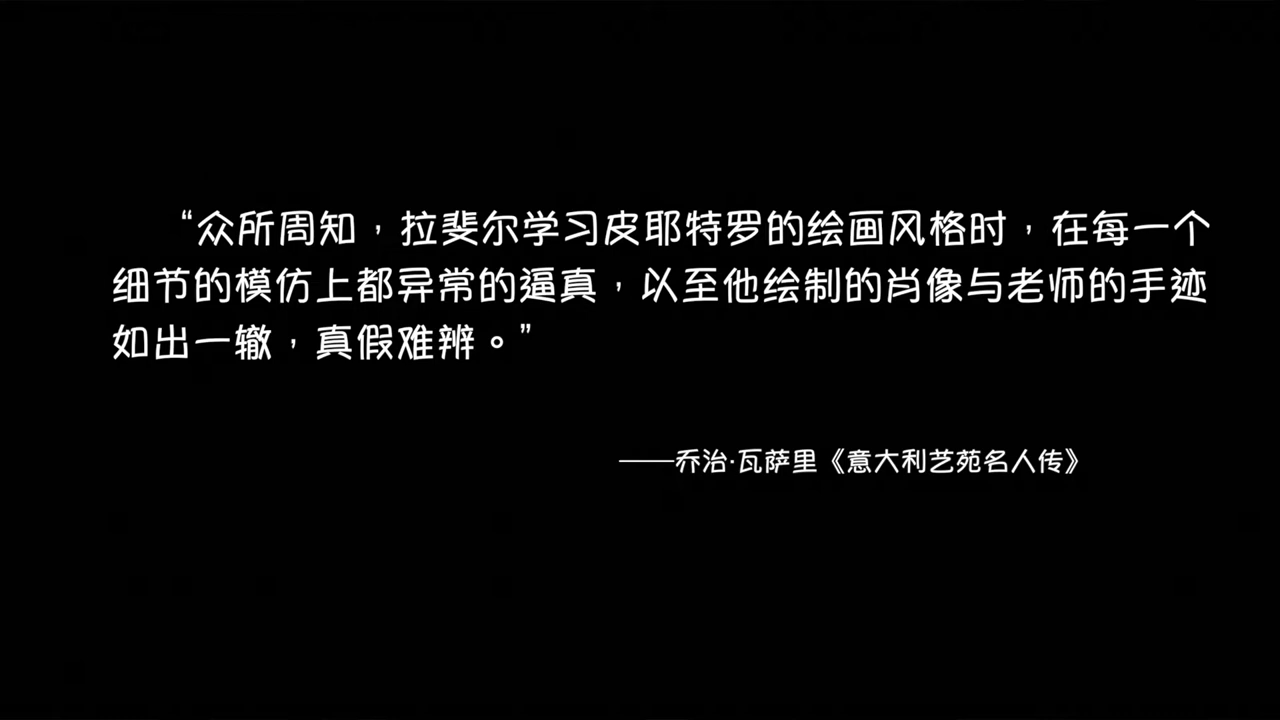 “众所周知，拉斐尔学习皮耶特罗的绘画风格时，在每一个
细节的模仿上都异常的逼真，以至他绘制的肖像与老师的手迹
如出一辙，真假难辨。”
——乔治·瓦萨里《意大利艺苑名人传》